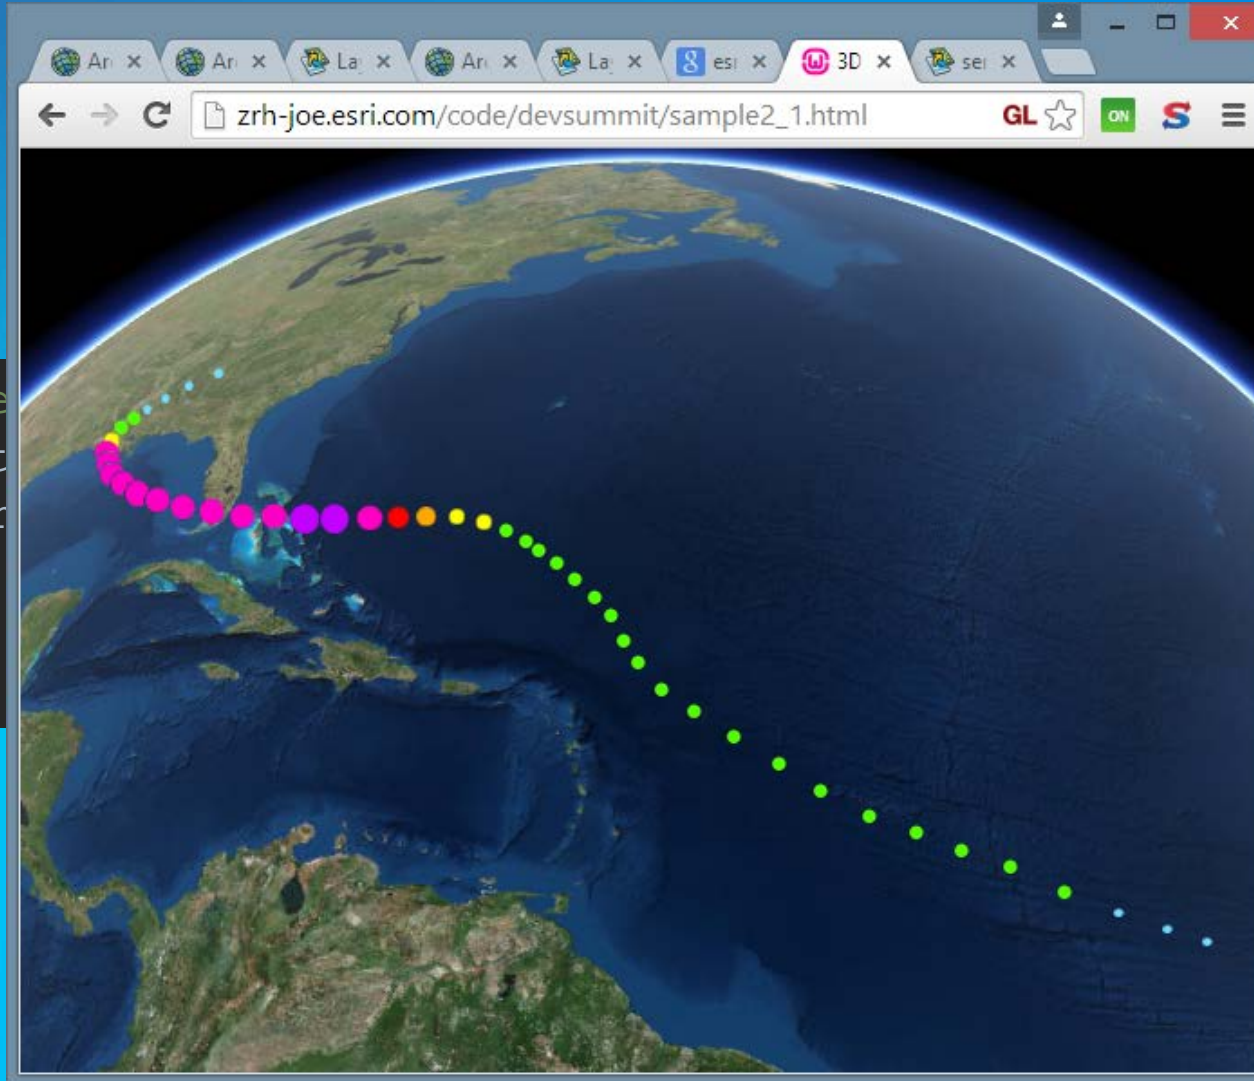 Ar
Ar
La
Ar
La
esi
3D
sei
zrh-joe.esri.com/code/devsummit/sample2_1.html
GL
ON